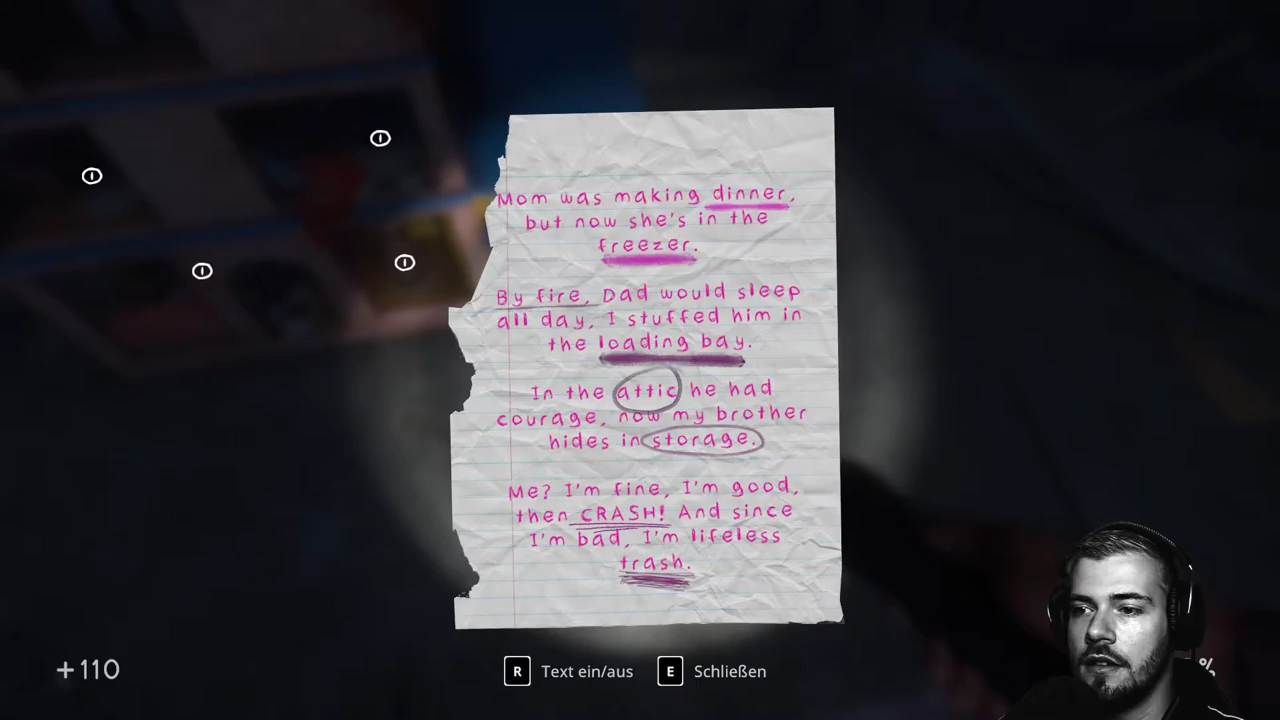 Mom was making dinner,
but now she's in the
freezer.
By fire, Dad would sleep
all day, I stuffed him in
the loading bay.
In the attic he had
courage, now my brother
hides in storage.
Me? I'm fine, I'm good,
then CRASH! And since
I'm bad, I'm lifeless
trash.
+110
R Text ein/aus E Schließen
%